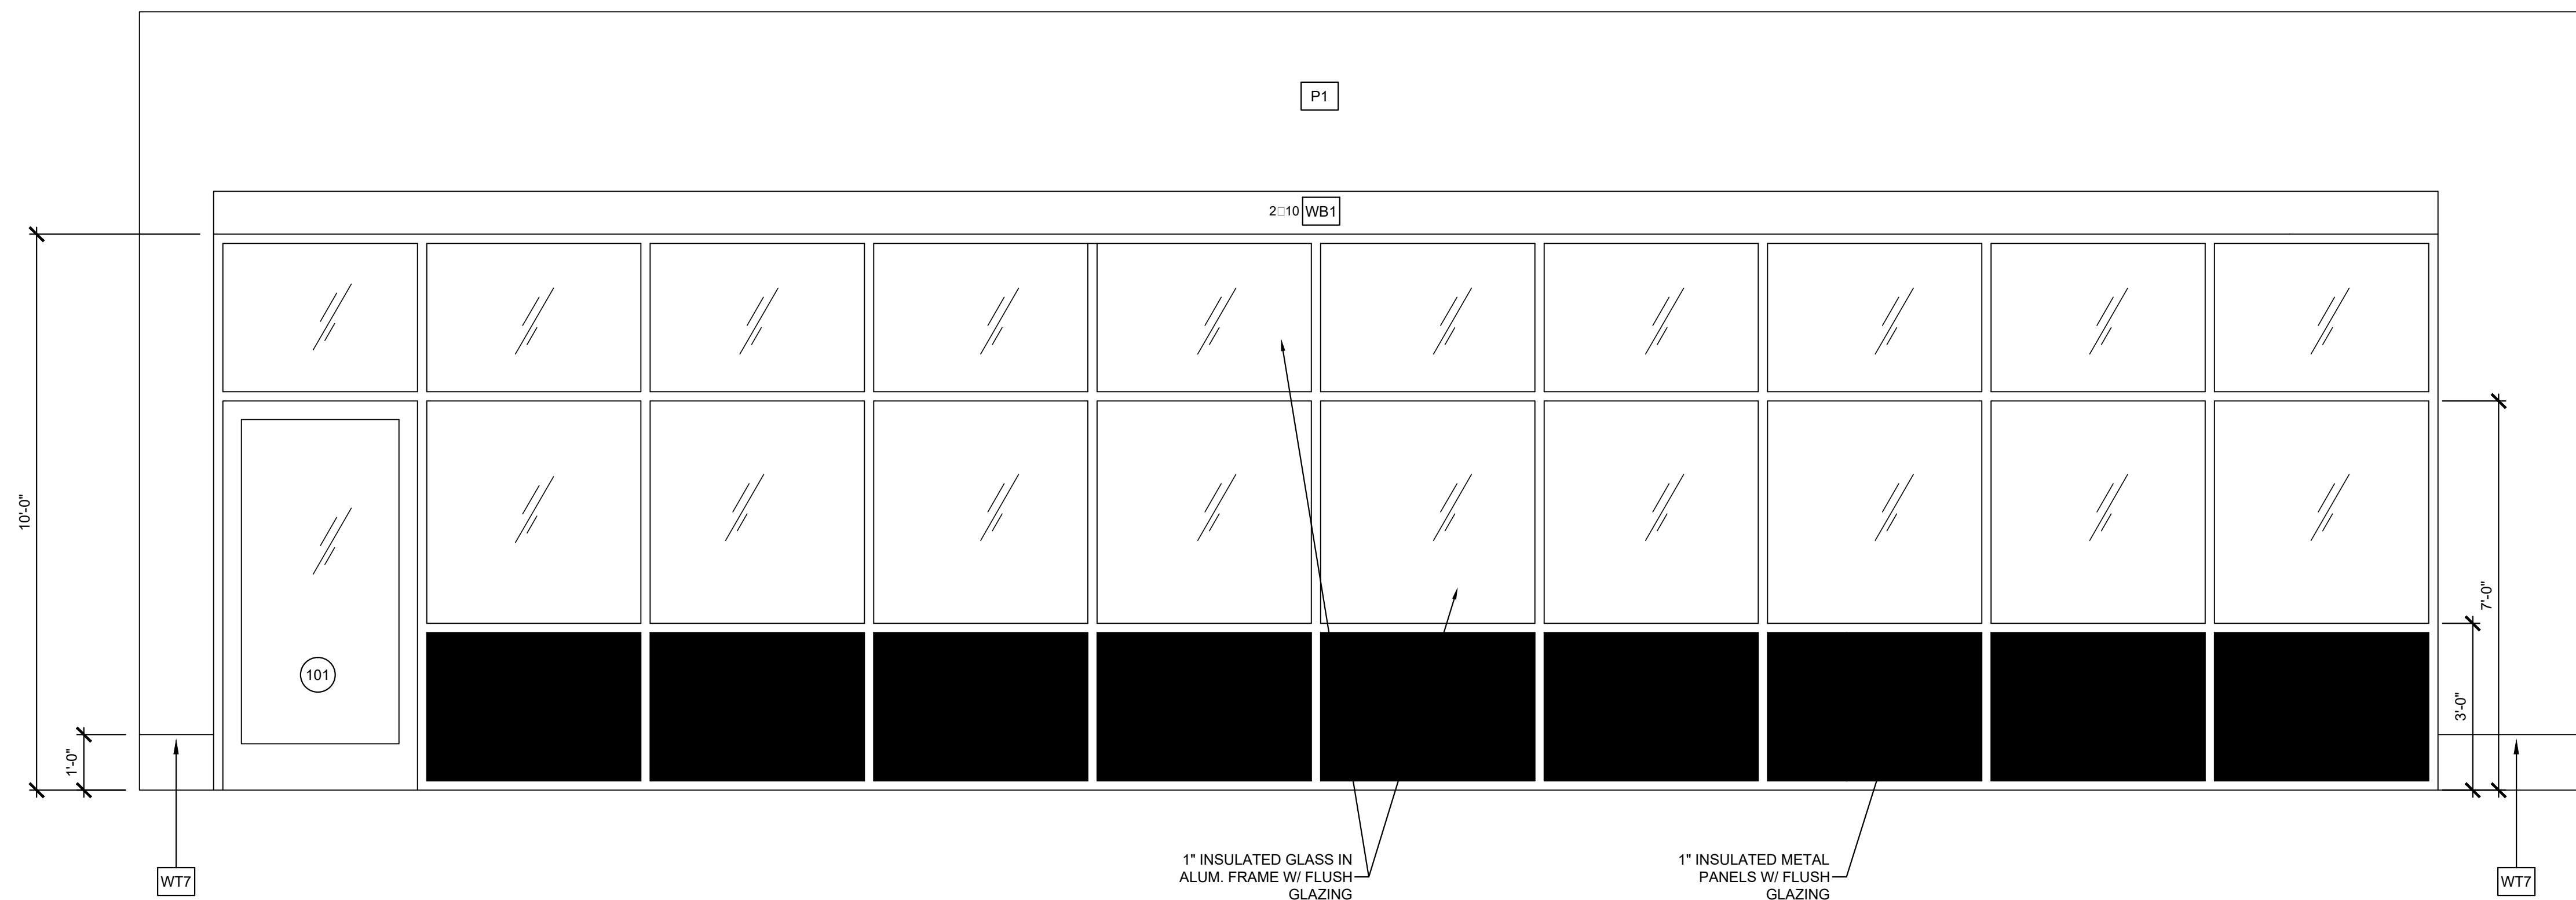 P1
2□10 WB1
10'-0"
7'-0"
101
3'-0"
1'-0"
1" INSULATED GLASS IN
ALUM. FRAME W/ FLUSH
GLAZING
1" INSULATED METAL
PANELS W/ FLUSH
GLAZING
WT7
WT7